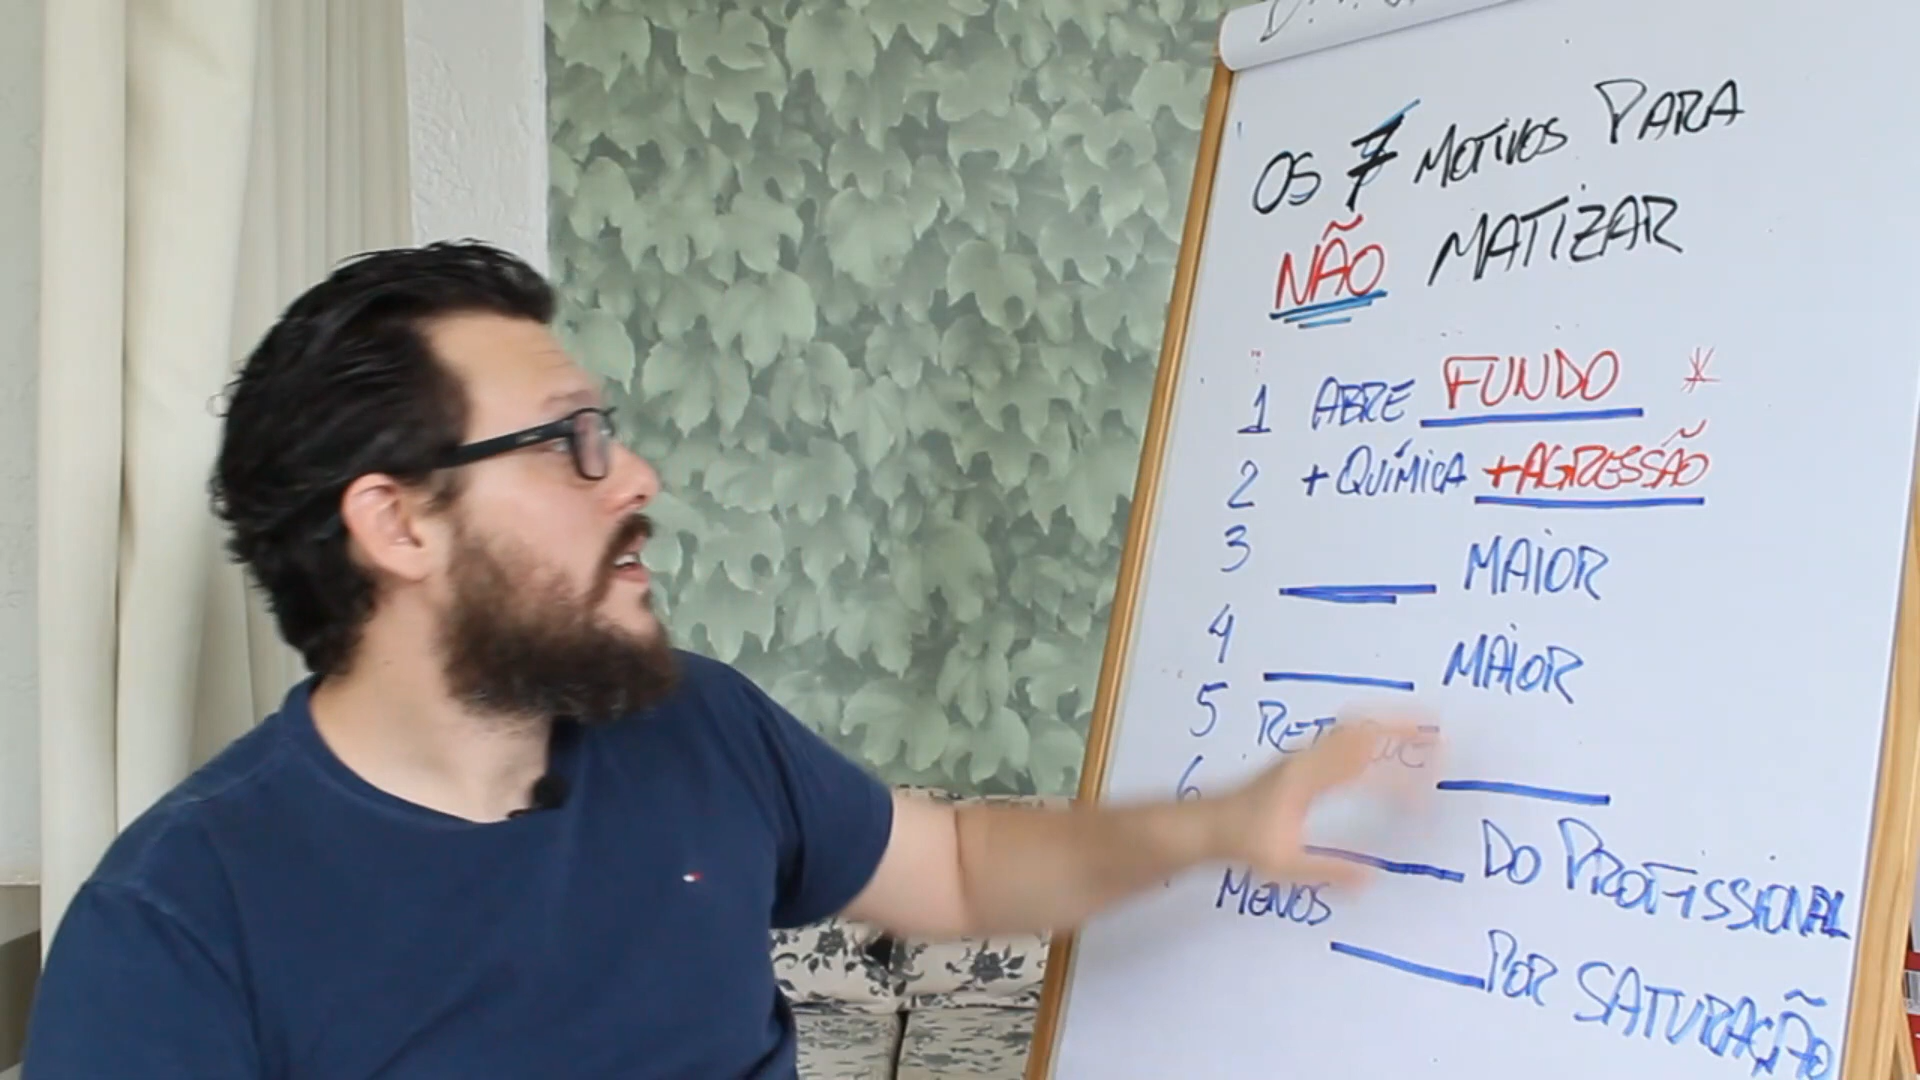 OS 7 MOTIVOS PARA
NÃO MATIZAR
1 ABRE FUNDO *
2 +QUÍMICA +AGRESSÃO
3 MAIOR
4 MAIOR
5
6 DO PROFISSIONAL
MENOS POR SATURAÇÃO